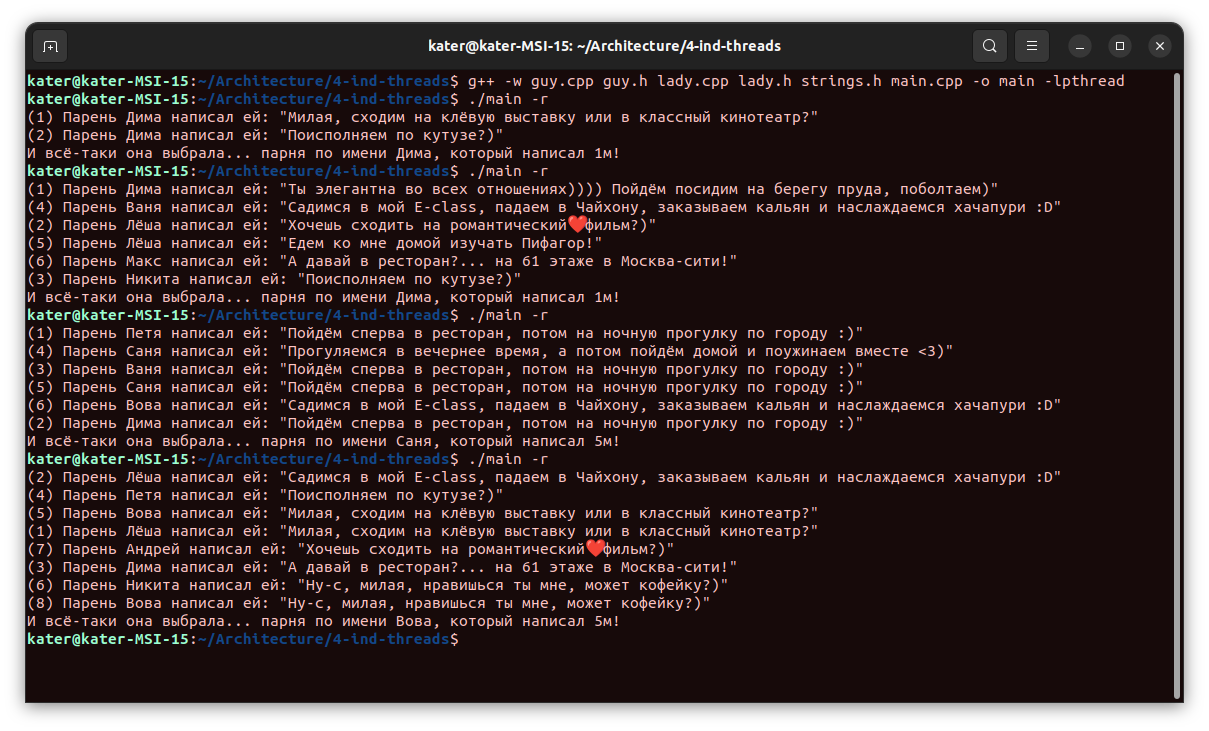 kater@kater-MSI-15: ~/Architecture/4-ind-threads
kater@kater-MSI-15:~/Architecture/4-ind-threads$ g++ -w guy.cpp guy.h lady.cpp lady.h strings.h main.cpp -o main -lpthread
kater@kater-MSI-15:~/Architecture/4-ind-threads$ ./main -r
(1) Парень Дима написал ей: "Милая, сходим на клёвую выставку или в классный кинотеатр?"
(2) Парень Дима написал ей: "Поисполняем по кутузе?)"
И всё-таки она выбрала... парня по имени Дима, который написал 1м!
kater@kater-MSI-15:~/Architecture/4-ind-threads$ ./main -r
(1) Парень Дима написал ей: "Ты элегантна во всех отношениях)))) Пойдём посидим на берегу пруда, поболтаем)"
(4) Парень Ваня написал ей: "Садимся в мой E-class, падаем в Чайхону, заказываем кальян и наслаждаемся хачапури :D"
(2) Парень Лёша написал ей: "Хочешь сходить на романтический❤️фильм?)"
(5) Парень Лёша написал ей: "Едем ко мне домой изучать Пифагор!"
(6) Парень Макс написал ей: "А давай в ресторан?... на 61 этаже в Москва-сити!"
(3) Парень Никита написал ей: "Поисполняем по кутузе?)"
И всё-таки она выбрала... парня по имени Дима, который написал 1м!
kater@kater-MSI-15:~/Architecture/4-ind-threads$ ./main -r
(1) Парень Петя написал ей: "Пойдём сперва в ресторан, потом на ночную прогулку по городу :)"
(4) Парень Саня написал ей: "Прогуляемся в вечернее время, а потом пойдём домой и поужинаем вместе <3)"
(3) Парень Ваня написал ей: "Пойдём сперва в ресторан, потом на ночную прогулку по городу :)"
(5) Парень Саня написал ей: "Пойдём сперва в ресторан, потом на ночную прогулку по городу :)"
(6) Парень Вова написал ей: "Садимся в мой E-class, падаем в Чайхону, заказываем кальян и наслаждаемся хачапури :D"
(2) Парень Дима написал ей: "Пойдём сперва в ресторан, потом на ночную прогулку по городу :)"
И всё-таки она выбрала... парня по имени Саня, который написал 5м!
kater@kater-MSI-15:~/Architecture/4-ind-threads$ ./main -r
(2) Парень Лёша написал ей: "Садимся в мой E-class, падаем в Чайхону, заказываем кальян и наслаждаемся хачапури :D"
(4) Парень Петя написал ей: "Поисполняем по кутузе?)"
(5) Парень Вова написал ей: "Милая, сходим на клёвую выставку или в классный кинотеатр?"
(1) Парень Лёша написал ей: "Милая, сходим на клёвую выставку или в классный кинотеатр?"
(7) Парень Андрей написал ей: "Хочешь сходить на романтический❤️фильм?)"
(3) Парень Дима написал ей: "А давай в ресторан?... на 61 этаже в Москва-сити!"
(6) Парень Никита написал ей: "Ну-с, милая, нравишься ты мне, может кофейку?)"
(8) Парень Вова написал ей: "Ну-с, милая, нравишься ты мне, может кофейку?)"
И всё-таки она выбрала... парня по имени Вова, который написал 5м!
kater@kater-MSI-15:~/Architecture/4-ind-threads$